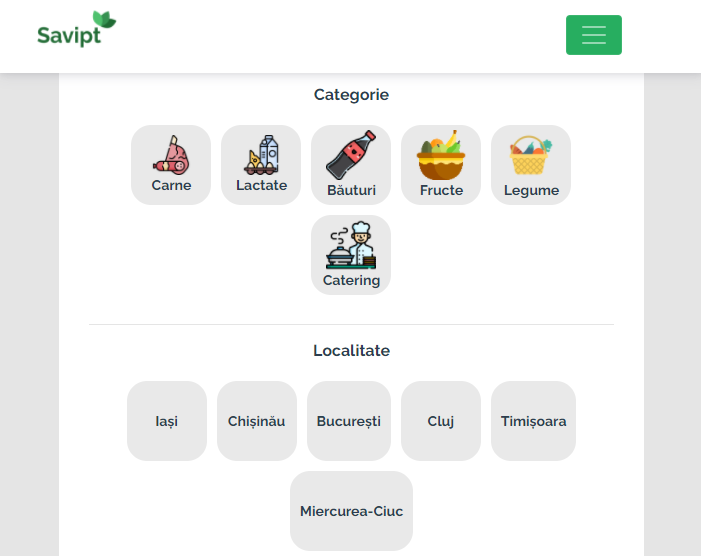 Savipt
Categorie
Carne
Lactate
Băuturi
Fructe
Legume
Catering
Localitate
Iași
Chișinău
București
Cluj
Timișoara
Miercurea-Ciuc